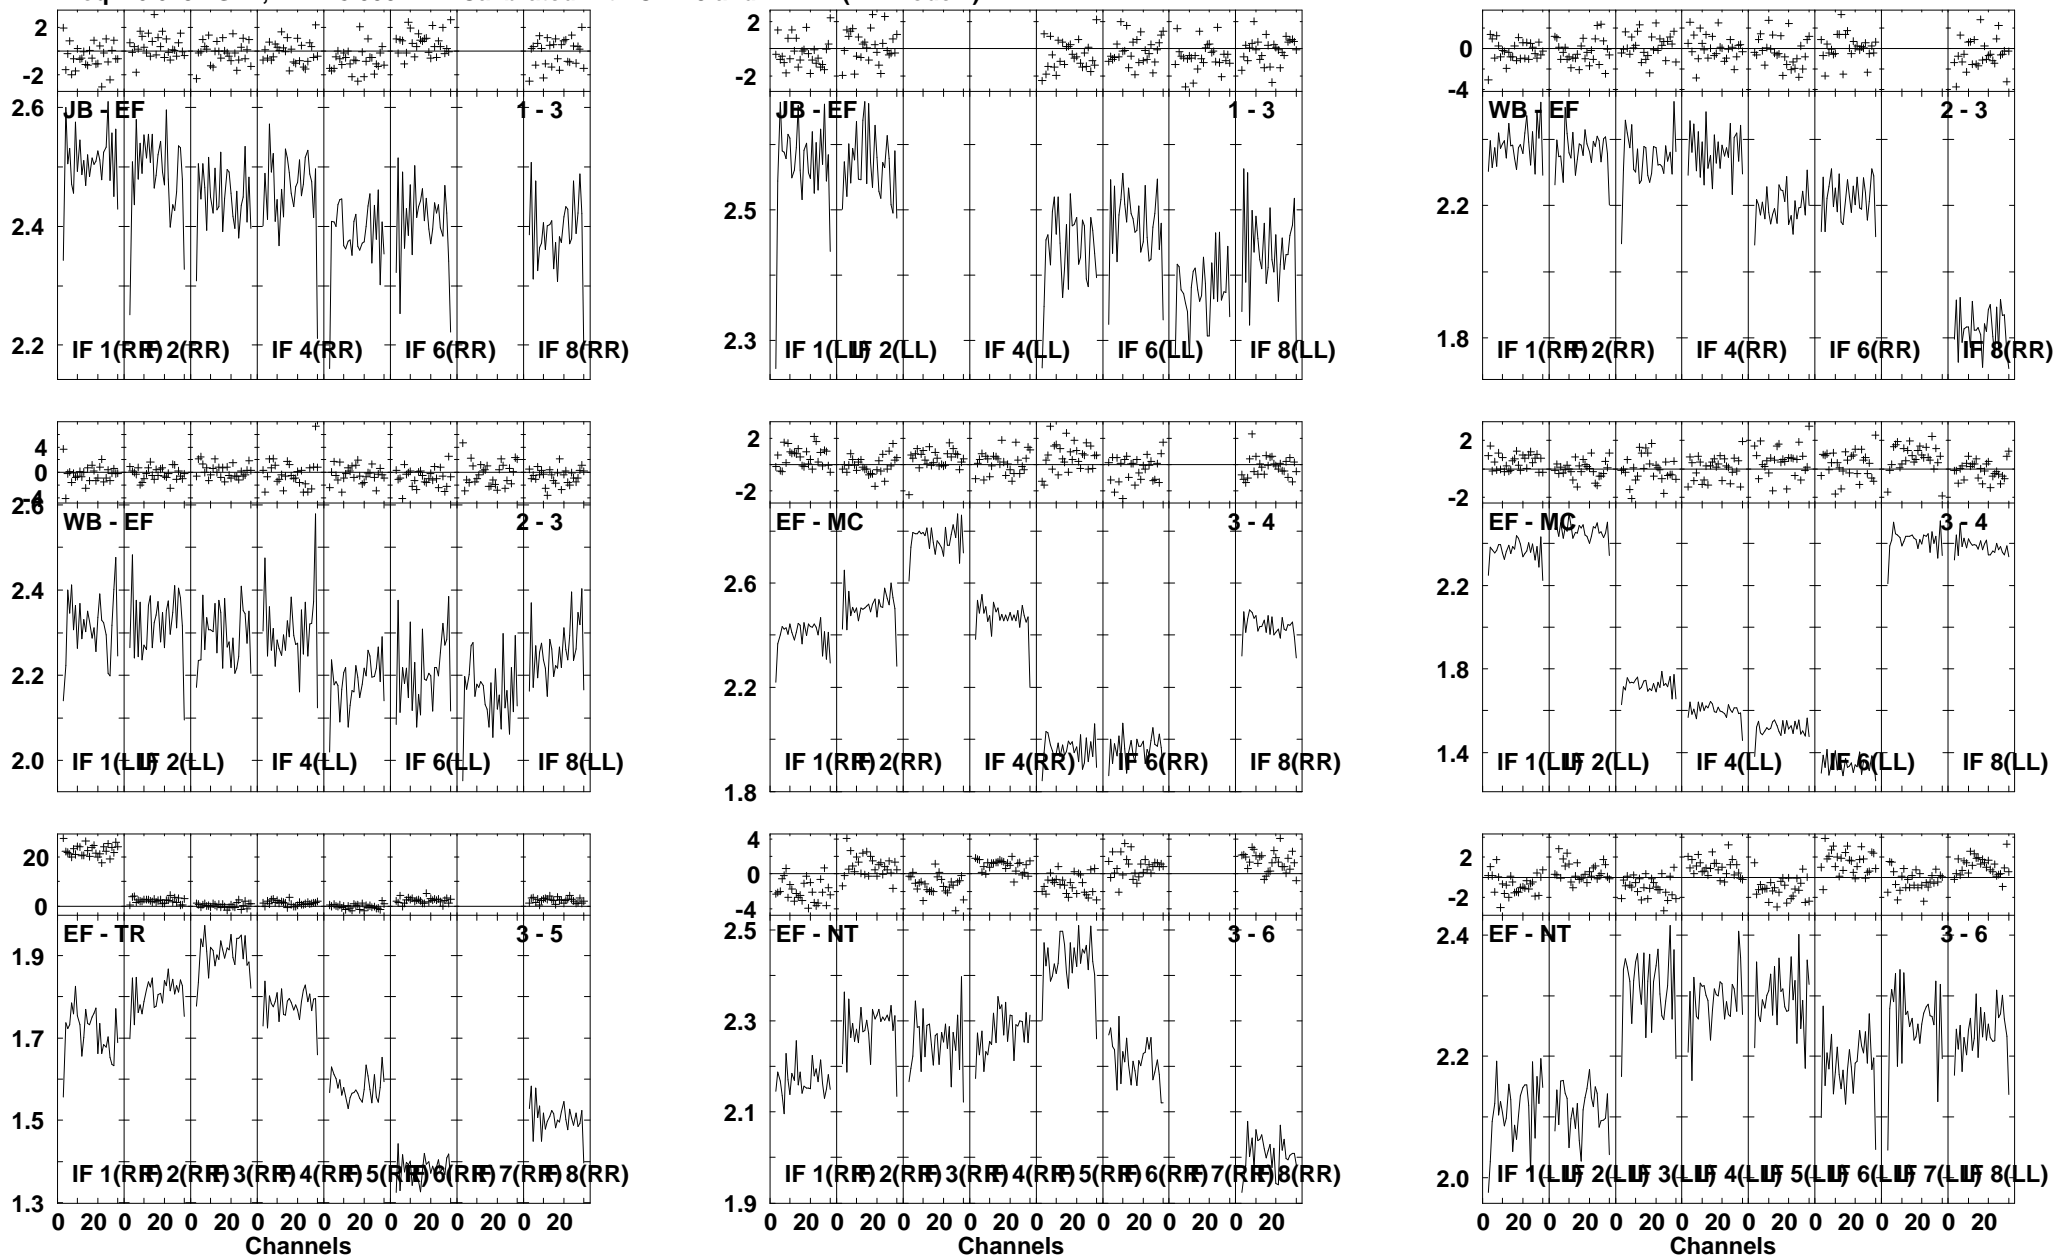 2
-2
JB - EF
1 - 3
2.6
2.4
2.2
IF 1(RR) IF 2(RR) IF 4(RR) IF 6(RR) IF 8(RR)
2
-2
JB - EF
1 - 3
2.5
2.3
IF 1(LL) IF 2(LL) IF 4(LL) IF 6(LL) IF 8(LL)
0
-4
WB - EF
2 - 3
2.2
1.8
IF 1(RR) IF 2(RR) IF 4(RR) IF 6(RR) IF 8(RR)
4
0
-4
2.6
WB - EF
2 - 3
2.4
2.2
2.0
IF 1(LL) IF 2(LL) IF 4(LL) IF 6(LL) IF 8(LL)
2
-2
EF - MC
3 - 4
2.6
2.2
1.8
IF 1(RR) IF 2(RR) IF 4(RR) IF 6(RR) IF 8(RR)
2
-2
EF - MC
3 - 4
2.2
1.8
1.4
IF 1(LL) IF 2(LL) IF 4(LL) IF 6(LL) IF 8(LL)
20
0
EF - TR
3 - 5
1.9
1.7
1.5
1.3
IF 1(RR) IF 2(RR) IF 3(RR) IF 4(RR) IF 5(RR) IF 6(RR) IF 7(RR) IF 8(RR)
0 20 0 20 0 20 0 20 0 20 0 20 0 20 0 20
Channels
4
0
-4
EF - NT
3 - 6
2.5
2.3
2.1
1.9
IF 1(RR) IF 2(RR) IF 3(RR) IF 4(RR) IF 5(RR) IF 6(RR) IF 7(RR) IF 8(RR)
0 20 0 20 0 20 0 20 0 20 0 20 0 20 0 20
Channels
2
-2
EF - NT
3 - 6
2.4
2.2
2.0
IF 1(LL) IF 2(LL) IF 3(LL) IF 4(LL) IF 5(LL) IF 6(LL) IF 7(LL) IF 8(LL)
0 20 0 20 0 20 0 20 0 20 0 20 0 20 0 20
Channels